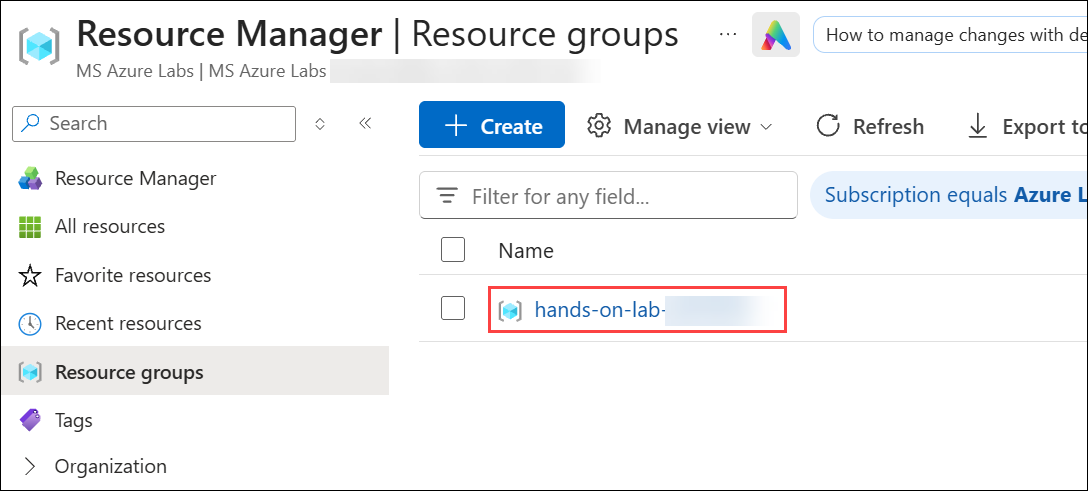 Resource Manager | Resource groups ...
How to manage changes with de
MS Azure Labs | MS Azure Labs
Search
Create
Manage view
Refresh
Export to
Resource Manager
All resources
Favorite resources
Recent resources
Resource groups
Tags
Organization
Filter for any field...
Subscription equals Azure L
Name
hands-on-lab-